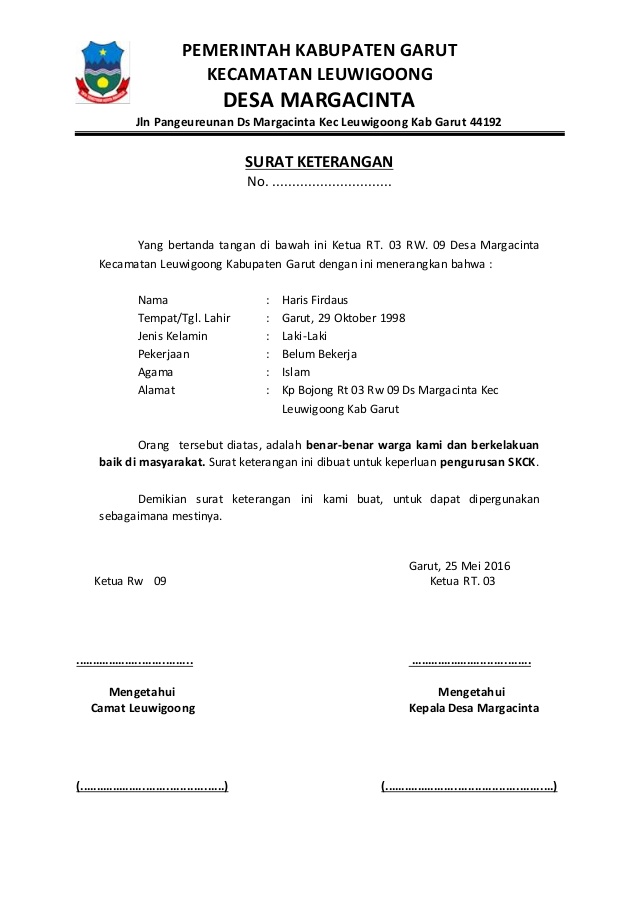 PEMERINTAH KABUPATEN GARUT
KECAMATAN LEUWIGOONG
DESA MARGACINTA
Jln Pangeureunan Ds Margacinta Kec Leuwigoong Kab Garut 44192
SURAT KETERANGAN
No. ..............................
Yang bertanda tangan di bawah ini Ketua RT. 03 RW. 09 Desa Margacinta
Kecamatan Leuwigoong Kabupaten Garut dengan ini menerangkan bahwa :
Nama : Haris Firdaus
Tempat/Tgl. Lahir : Garut, 29 Oktober 1998
Jenis Kelamin : Laki-Laki
Pekerjaan : Belum Bekerja
Agama : Islam
Alamat : Kp Bojong Rt 03 Rw 09 Ds Margacinta Kec
Leuwigoong Kab Garut
Orang tersebut diatas, adalah benar-benar warga kami dan berkelakuan
baik di masyarakat. Surat keterangan ini dibuat untuk keperluan pengurusan SKCK.
Demikian surat keterangan ini kami buat, untuk dapat dipergunakan
sebagaimana mestinya.
Garut, 25 Mei 2016
Ketua Rw 09 Ketua RT. 03
.................................. ....................................
Mengetahui Mengetahui
Camat Leuwigoong Kepala Desa Margacinta
(..........................................) (..................................................)